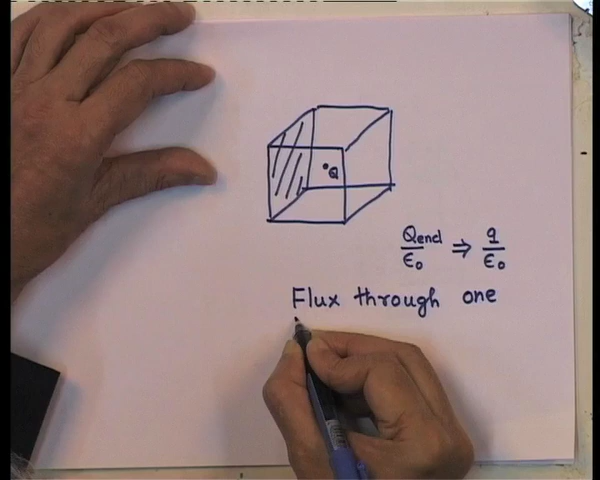 Q
Qencl/ϵ₀ ⇒ q/ϵ₀
Flux through one